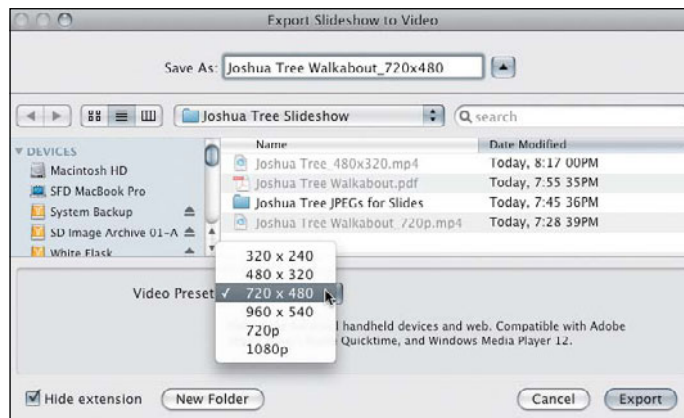 Export Slideshow to Video
Save As: Joshua Tree Walkabout_720x480
Joshua Tree Slideshow
search
Name Date Modified
DEVICES
Macintosh HD
SFD MacBook Pro
System Backup
SD Image Archive 01-A
White Flask
Joshua Tree_480x320.mp4 Today, 8:17 00PM
Joshua Tree Walkabout.pdf Today, 7:55 35PM
Joshua Tree JPEGs for Slides Today, 7:45 36PM
Joshua Tree Walkabout_720p.mp4 Today, 7:28 39PM
Video Preset
320 x 240
480 x 320
✓ 720 x 480
960 x 540
720p
1080p
handheld devices and web. Compatible with Adobe
Quicktime, and Windows Media Player 12.
Hide extension
New Folder
Cancel
Export